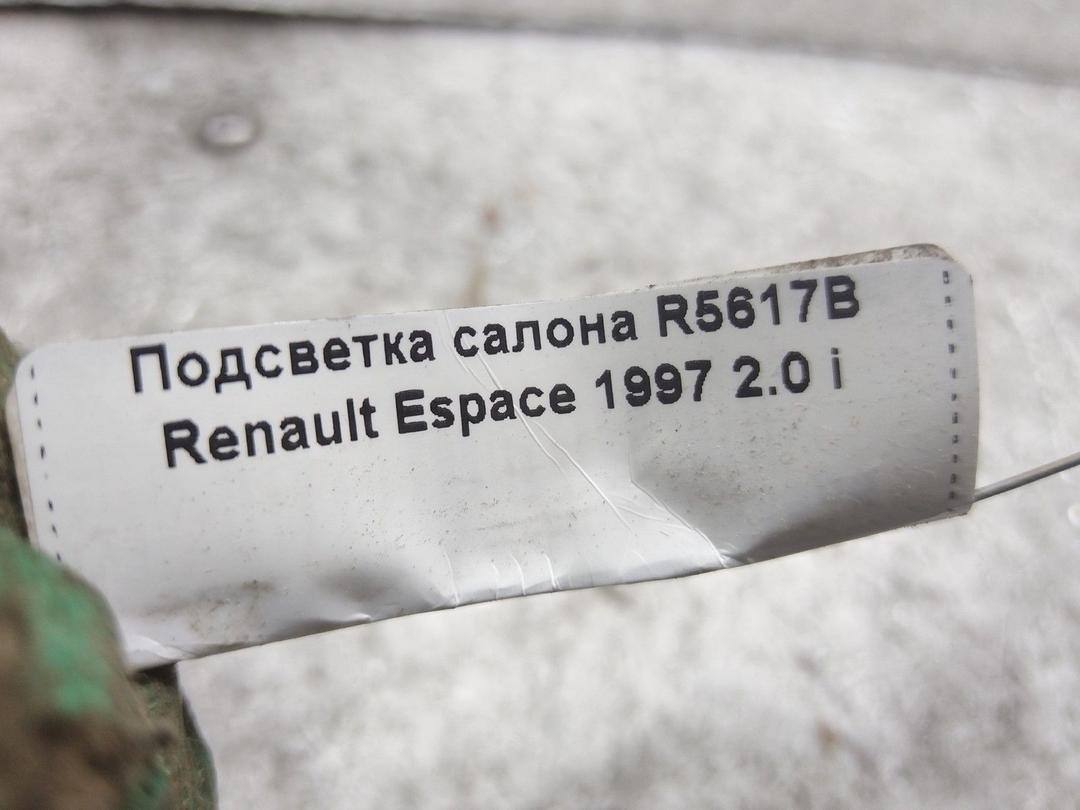 Подсветка салона R5617B
Renault Espace 1997 2.0 i